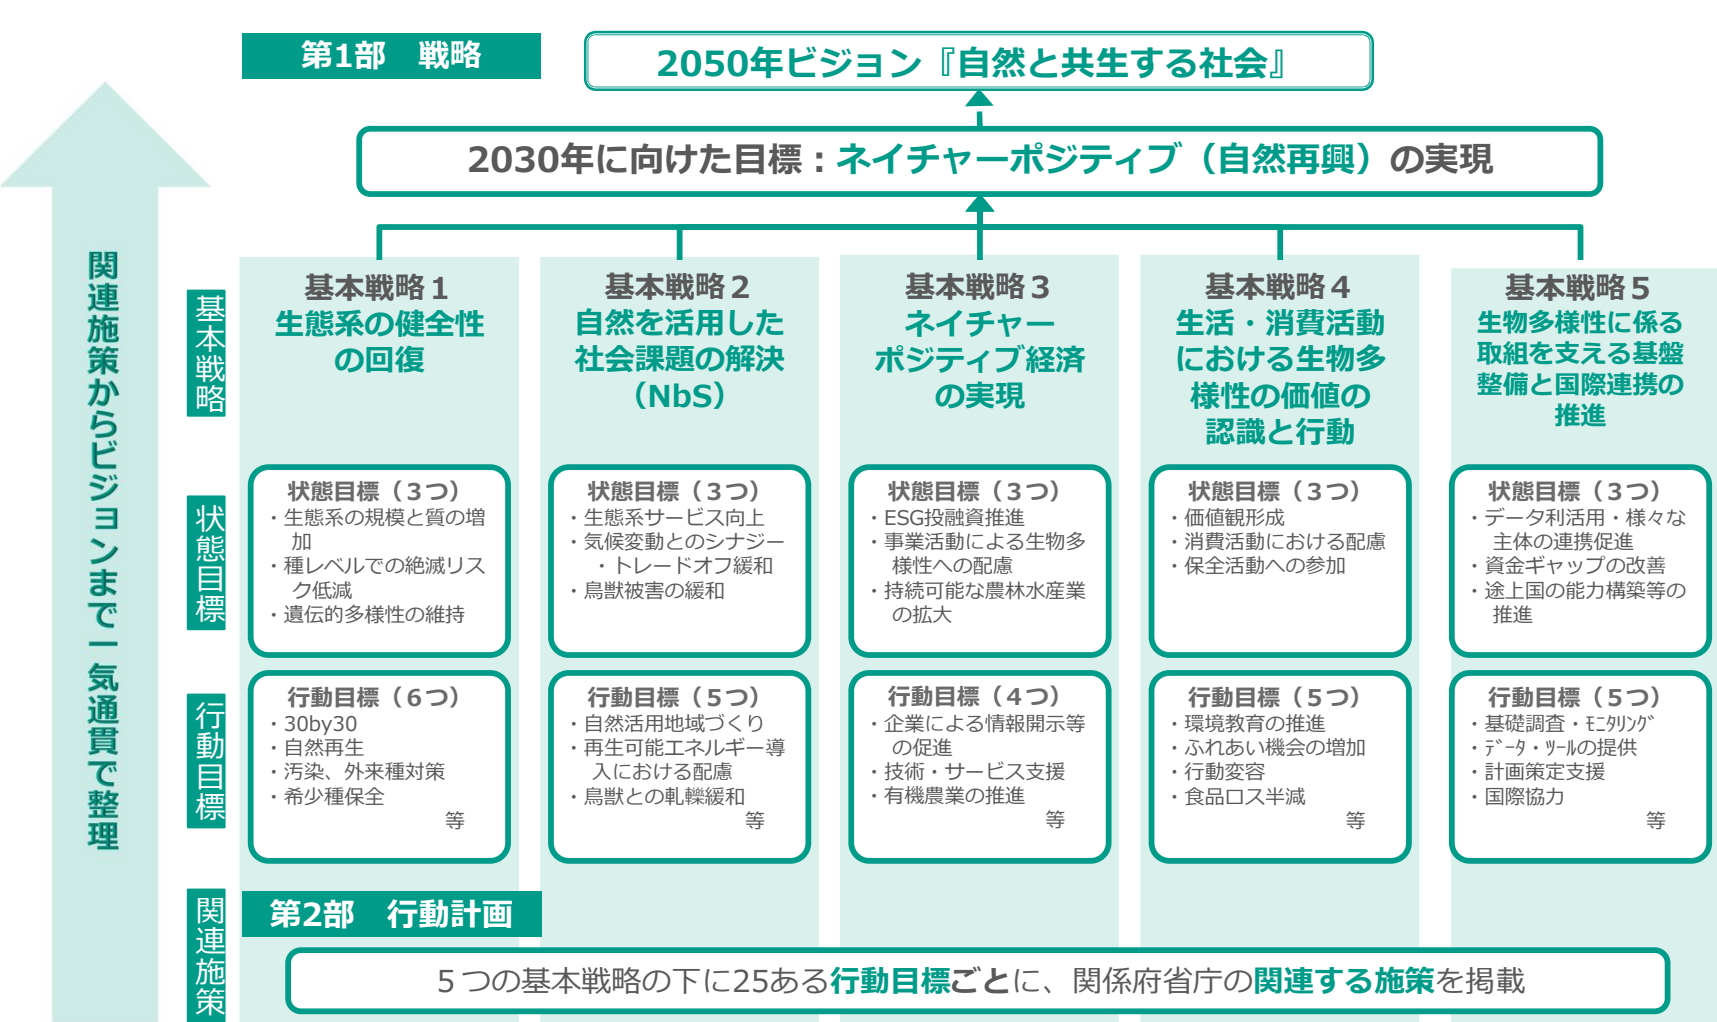 第1部　戦略
2050年ビジョン『自然と共生する社会』
2030年に向けた目標：ネイチャーポジティブ（自然再興）の実現
関連施策からビジョンまで一気通貫で整理
基本戦略
基本戦略１
生態系の健全性
の回復
基本戦略２
自然を活用した
社会課題の解決
（NbS）
基本戦略３
ネイチャー
ポジティブ経済
の実現
基本戦略４
生活・消費活動
における生物多
様性の価値の
認識と行動
基本戦略５
生物多様性に係る
取組を支える基盤
整備と国際連携の
推進
状態目標
状態目標（３つ）
・生態系の規模と質の増
加
・種レベルでの絶滅リス
ク低減
・遺伝的多様性の維持
状態目標（３つ）
・生態系サービス向上
・気候変動とのシナジー
・トレードオフ緩和
・鳥獣被害の緩和
状態目標（３つ）
・ESG投融資推進
・事業活動による生物多
様性への配慮
・持続可能な農林水産業
の拡大
状態目標（３つ）
・価値観形成
・消費活動における配慮
・保全活動への参加
状態目標（３つ）
・データ利活用・様々な
主体の連携促進
・資金ギャップの改善
・途上国の能力構築等の
推進
行動目標
行動目標（６つ）
・30by30
・自然再生
・汚染、外来種対策
・希少種保全
等
行動目標（５つ）
・自然活用地域づくり
・再生可能エネルギー導
入における配慮
・鳥獣との軋轢緩和
等
行動目標（４つ）
・企業による情報開示等
の促進
・技術・サービス支援
・有機農業の推進
等
行動目標（５つ）
・環境教育の推進
・ふれあい機会の増加
・行動変容
・食品ロス半減
等
行動目標（５つ）
・基礎調査・ﾓﾆﾀﾘﾝｸﾞ
・ﾃﾞｰﾀ・ﾂｰﾙの提供
・計画策定支援
・国際協力
等
関連施策
第2部　行動計画
５つの基本戦略の下に25ある行動目標ごとに、関係府省庁の関連する施策を掲載